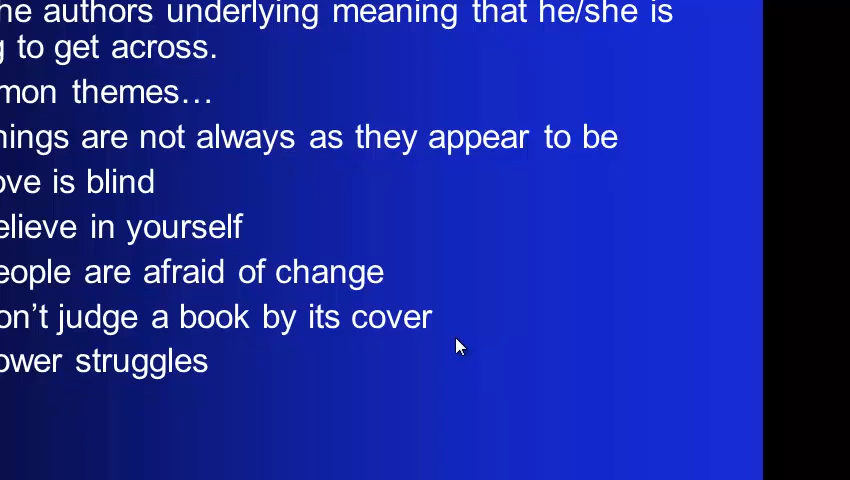 he authors underlying meaning that he/she is
g to get across.
mon themes…
hings are not always as they appear to be
ove is blind
elieve in yourself
eople are afraid of change
on’t judge a book by its cover
ower struggles